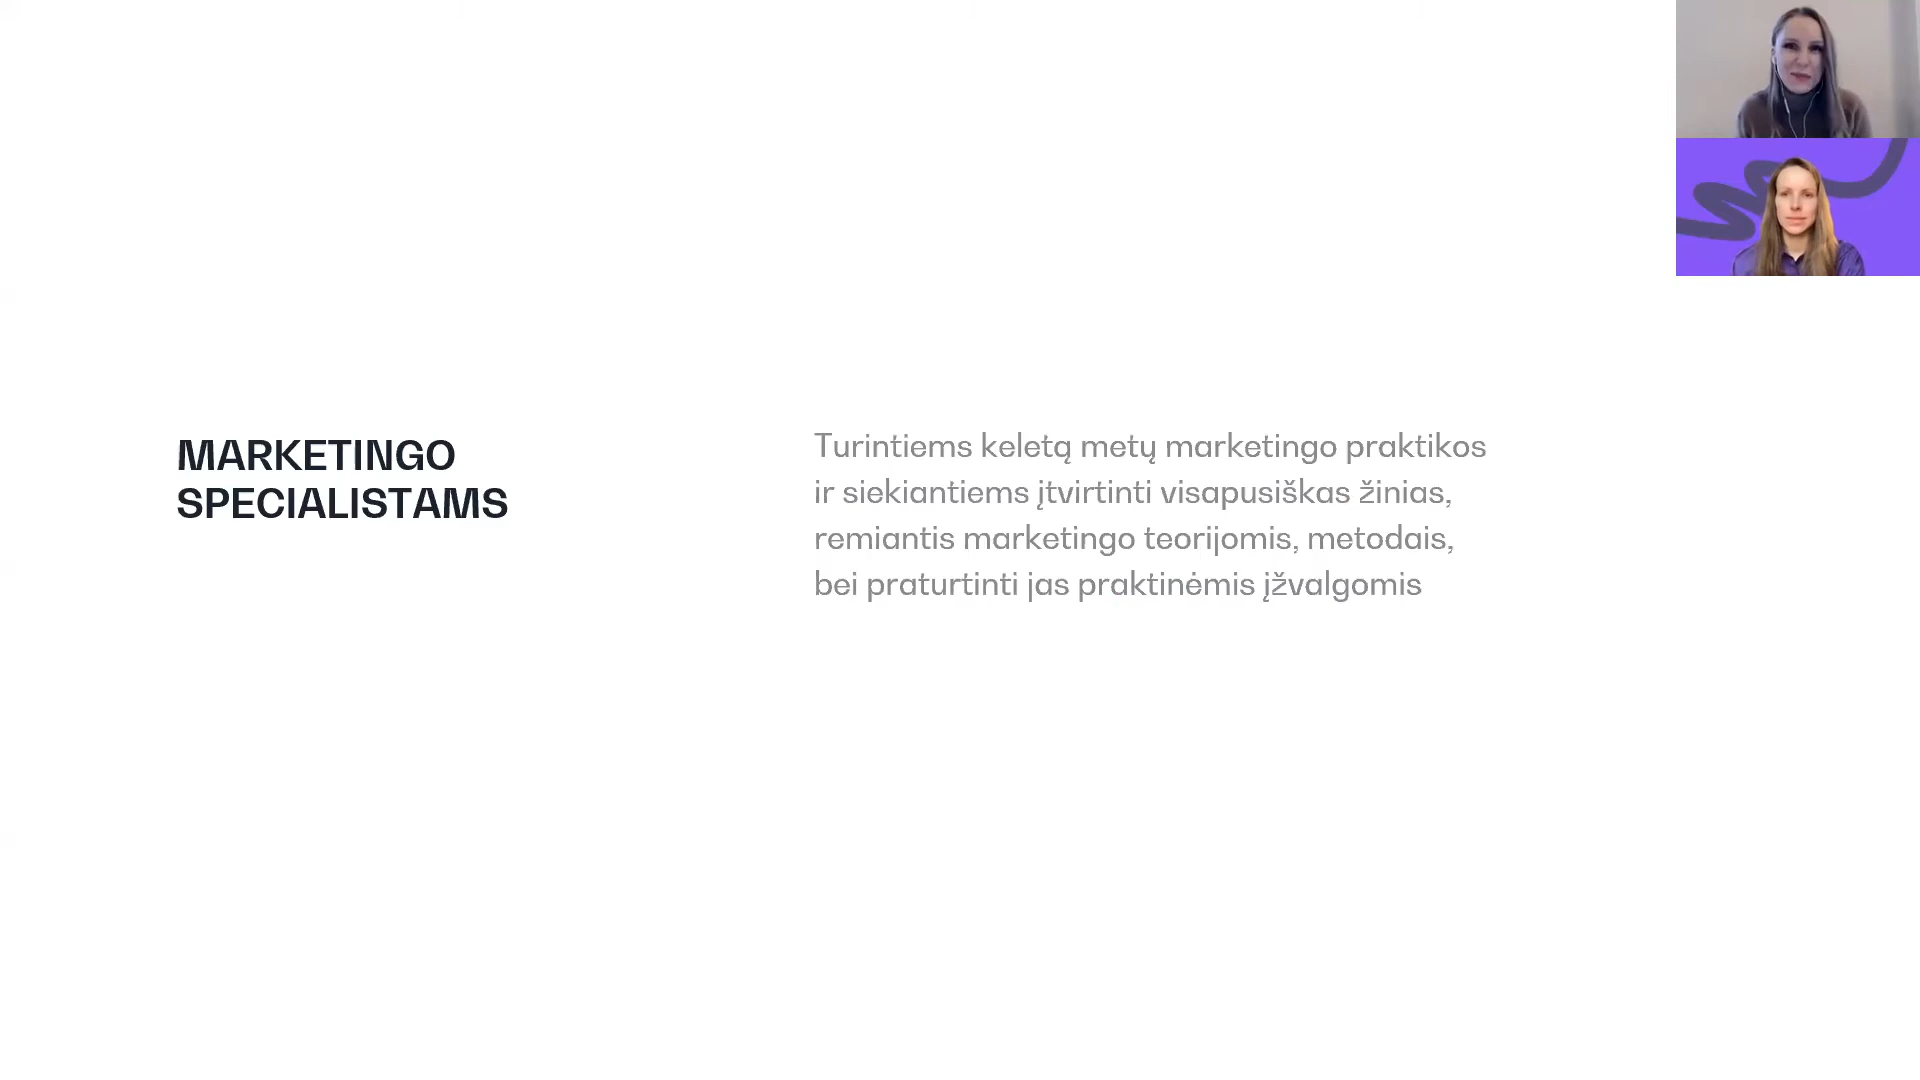 MARKETINGO
SPECIALISTAMS
Turintiems keletą metų marketingo praktikos
ir siekiantiems įtvirtinti visapusiškas žinias,
remiantis marketingo teorijomis, metodais,
bei praturtinti jas praktinėmis įžvalgomis